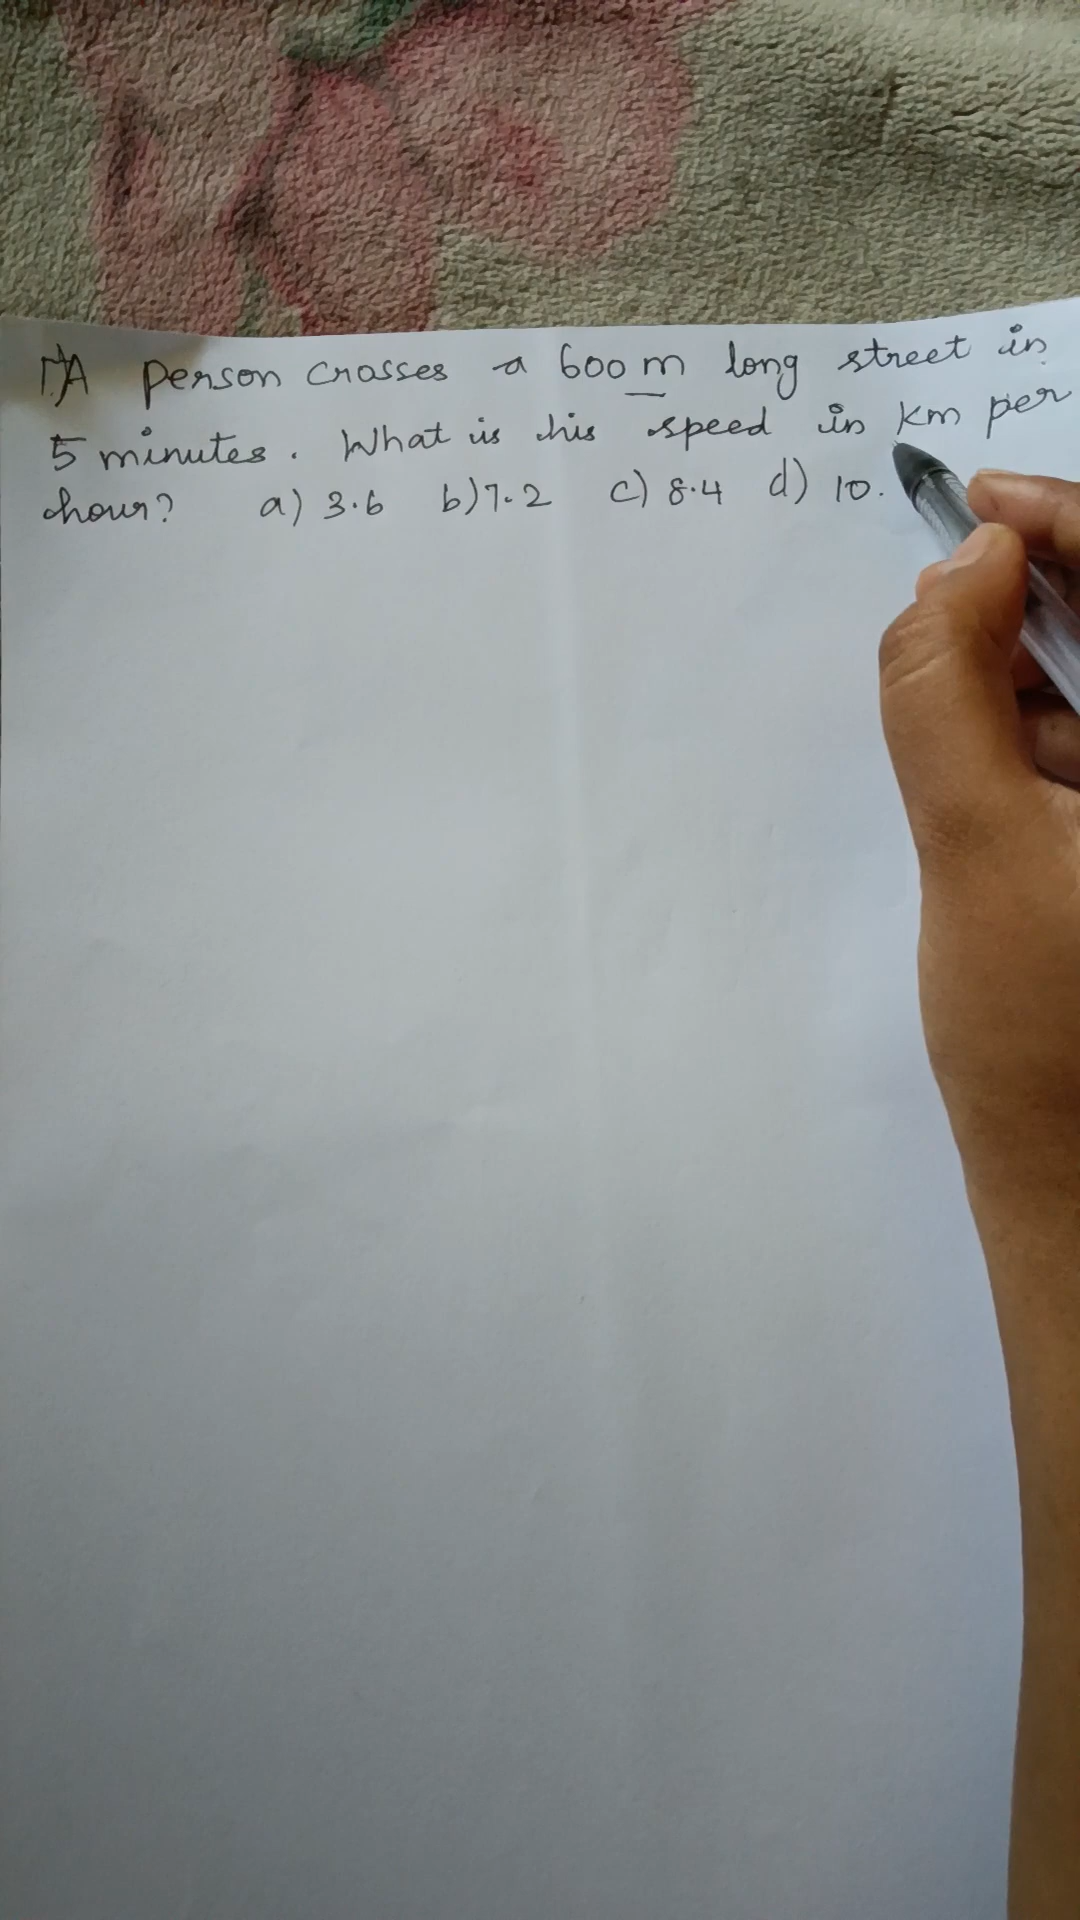 1. A person crosses a 600 m long street in
5 minutes. What is his speed in km per
hour? a) 3.6 b) 7.2 c) 8.4 d) 10.